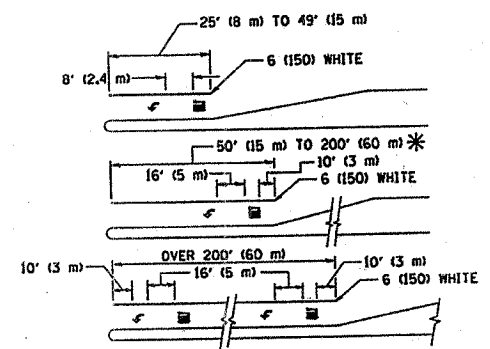 25' (8 m) TO 49' (15 m)
6 (150) WHITE
8' (2.4 m)
50' (15 m) TO 200' (60 m) *
16' (5 m)
10' (3 m)
6 (150) WHITE
OVER 200' (60 m)
10' (3 m)
16' (5 m)
10' (3 m)
6 (150) WHITE